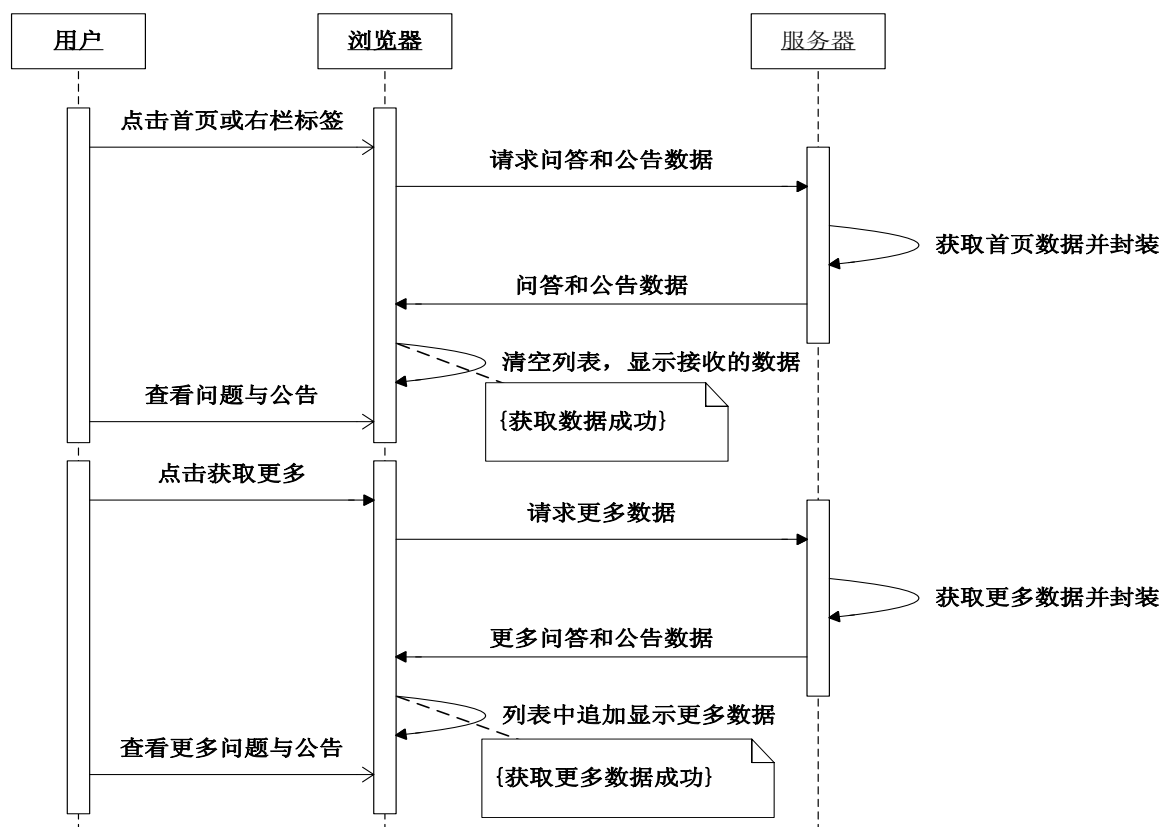 用户
浏览器
服务器
点击首页或右栏标签
请求问答和公告数据
获取首页数据并封装
问答和公告数据
清空列表，显示接收的数据
查看问题与公告
{获取数据成功}
点击获取更多
请求更多数据
获取更多数据并封装
更多问答和公告数据
列表中追加显示更多数据
查看更多问题与公告
{获取更多数据成功}